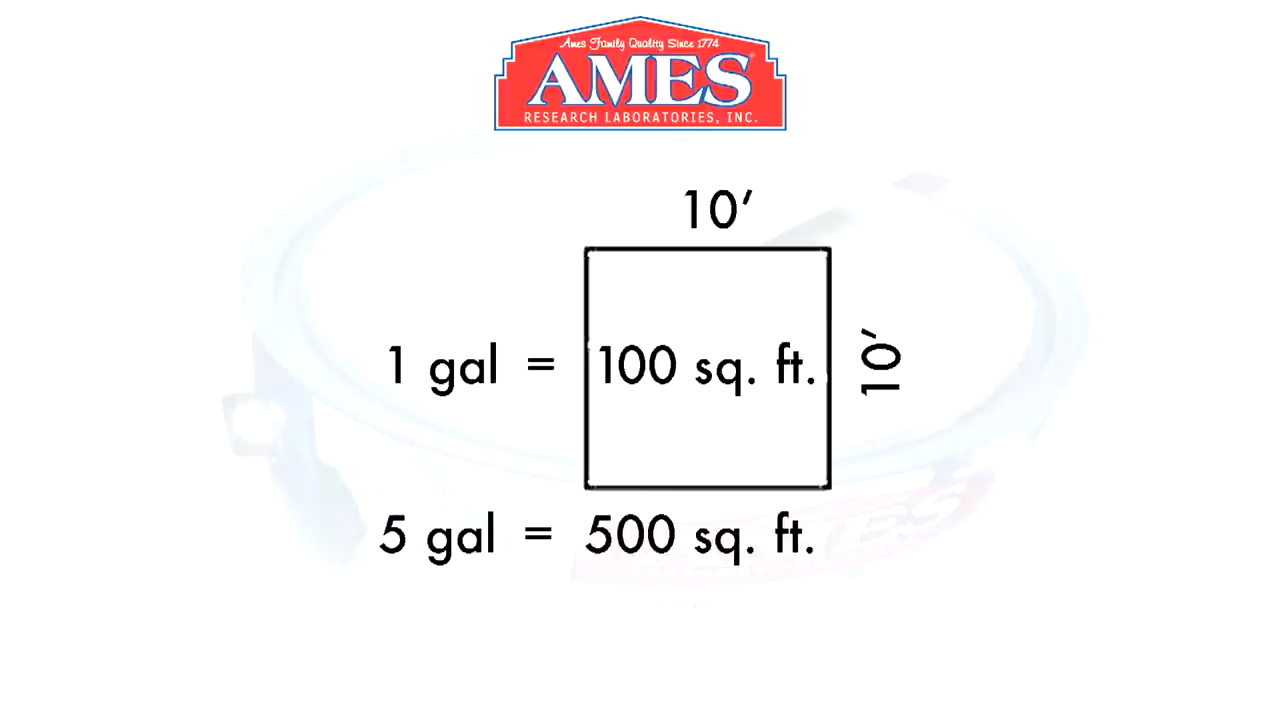 Ames Family Quality Since 1774
AMES
RESEARCH LABORATORIES, INC.
10’
1 gal = 100 sq. ft.
10’
5 gal = 500 sq. ft.